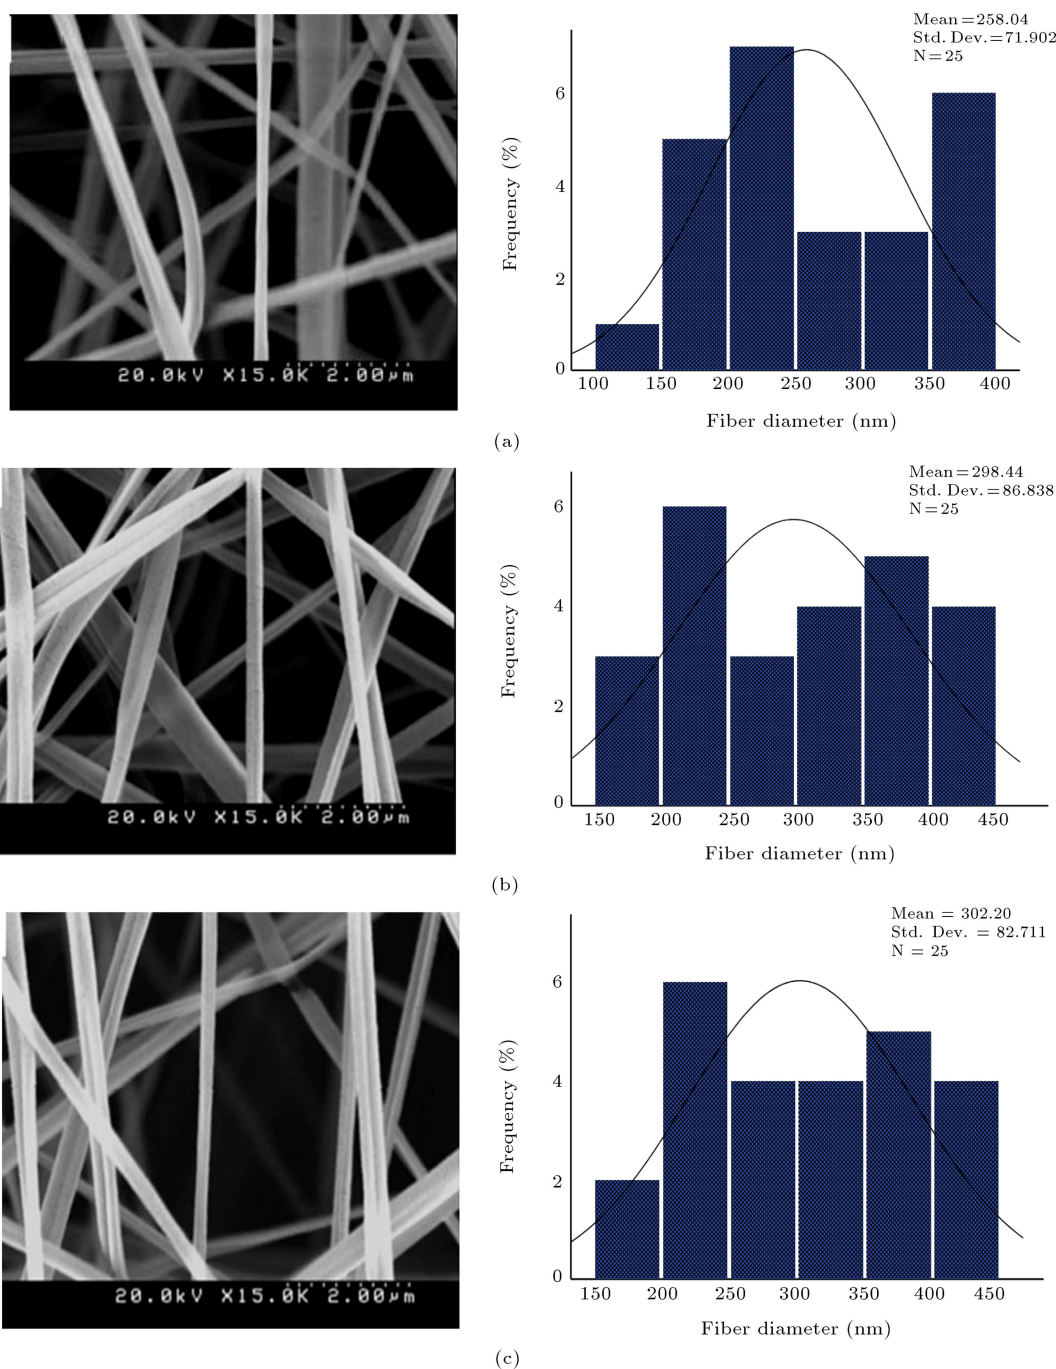 Mean=258.04
Std. Dev.=71.902
N=25
Frequency (%)
6
4
2
0
100 150 200 250 300 350 400
Fiber diameter (nm)
20.0kV X15.0K 2.00µm
(a)
Mean=298.44
Std. Dev.=86.838
N=25
Frequency (%)
6
4
2
0
150 200 250 300 350 400 450
Fiber diameter (nm)
20.0kV X15.0K 2.00µm
(b)
Mean = 302.20
Std. Dev. = 82.711
N = 25
Frequency (%)
6
4
2
0
150 200 250 300 350 400 450
Fiber diameter (nm)
20.0kV X15.0K 2.00µm
(c)